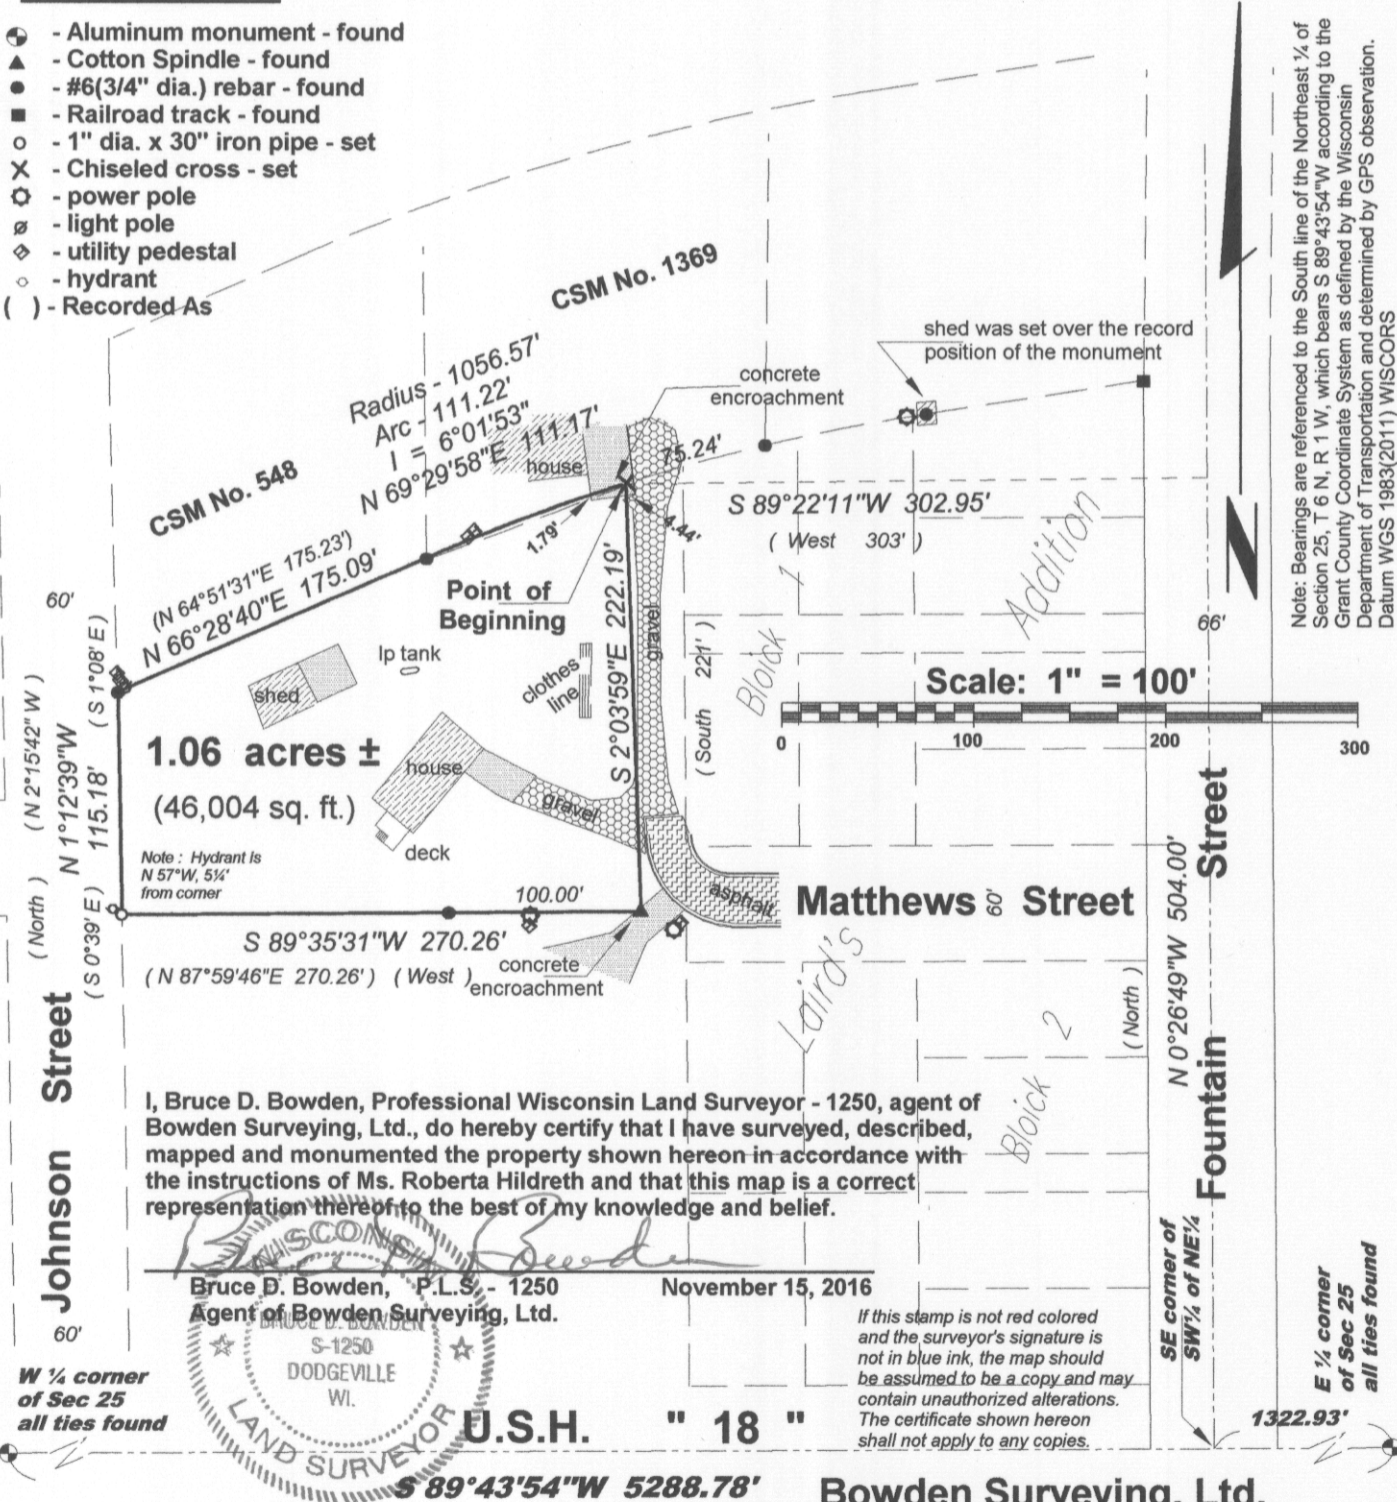 - Aluminum monument - found
- Cotton Spindle - found
- #6(3/4" dia.) rebar - found
- Railroad track - found
- 1" dia. x 30" iron pipe - set
- Chiseled cross - set
- power pole
- light pole
- utility pedestal
- hydrant
( ) - Recorded As
Note: Bearings are referenced to the South line of the Northeast ¼ of
Section 25, T 6 N, R 1 W, which bears S 89°43'54"W according to the
Grant County Coordinate System as defined by the Wisconsin
Department of Transportation and determined by GPS observation.
Datum WGS 1983(2011) WISCORS
N
CSM No. 1369
shed was set over the record
position of the monument
concrete
encroachment
Radius - 1056.57'
Arc - 111.22'
I = 6°01'53"
N 69°29'58"E 111.17'
house
75.24'
CSM No. 548
S 89°22'11"W 302.95'
( West 303' )
1.79'
4.44'
(N 64°51'31"E 175.23')
N 66°28'40"E 175.09'
Point of
Beginning
60'
(S 1°08' E)
S 2°03'59"E 222.19'
gravel
(South 221' )
Bloick 1
Addition
66'
lp tank
shed
clothes
line
Scale: 1" = 100'
0 100 200 300
(N 2°15'42" W)
N 1°12'39"W
115.18'
1.06 acres ±
(46,004 sq. ft.)
house
gravel
deck
Note : Hydrant is
N 57°W, 5¼'
from corner
100.00'
asphalt
Matthews 60' Street
(North)
(S 0°39' E)
S 89°35'31"W 270.26'
( N 87°59'46"E 270.26' ) ( West )
concrete
encroachment
Laird's
Bloick 2
(North )
N 0°26'49"W 504.00'
Fountain Street
Johnson Street
60'
I, Bruce D. Bowden, Professional Wisconsin Land Surveyor - 1250, agent of
Bowden Surveying, Ltd., do hereby certify that I have surveyed, described,
mapped and monumented the property shown hereon in accordance with
the instructions of Ms. Roberta Hildreth and that this map is a correct
representation thereof to the best of my knowledge and belief.
Bruce D. Bowden
Bruce D. Bowden, P.L.S. - 1250 November 15, 2016
Agent of Bowden Surveying, Ltd.
WISCONSIN
BRUCE D. BOWDEN
S-1250
DODGEVILLE
WI.
LAND SURVEYOR
If this stamp is not red colored
and the surveyor's signature is
not in blue ink, the map should
be assumed to be a copy and may
contain unauthorized alterations.
The certificate shown hereon
shall not apply to any copies.
SE corner of
SW¼ of NE¼
E ¼ corner
of Sec 25
all ties found
W ¼ corner
of Sec 25
all ties found
U.S.H. " 18 "
1322.93'
S 89°43'54"W 5288.78'
Bowden Surveying, Ltd.